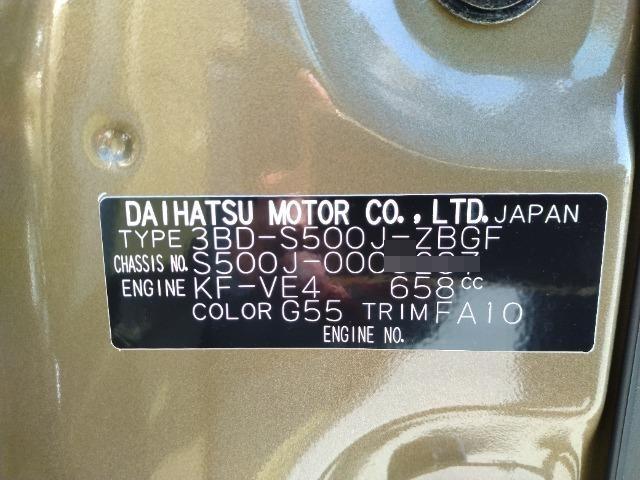 DAIHATSU MOTOR CO., LTD. JAPAN
TYPE 3BD-S500J-ZBGF
CHASSIS NO. S500J-000
ENGINE KF-VE4 658cc
COLOR G55 TRIM FA10
ENGINE NO.